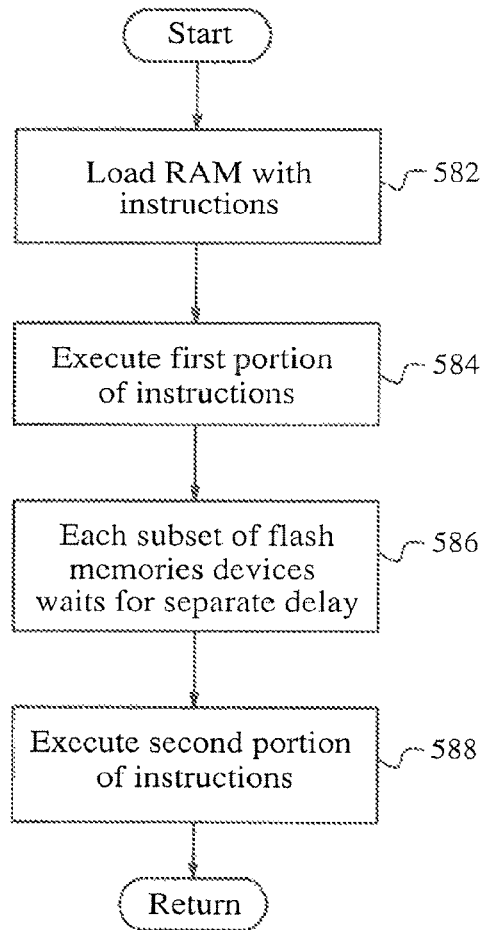 Start
Load RAM with
instructions
582
Execute first portion
of instructions
584
Each subset of flash
memories devices
waits for separate delay
586
Execute second portion
of instructions
588
Return